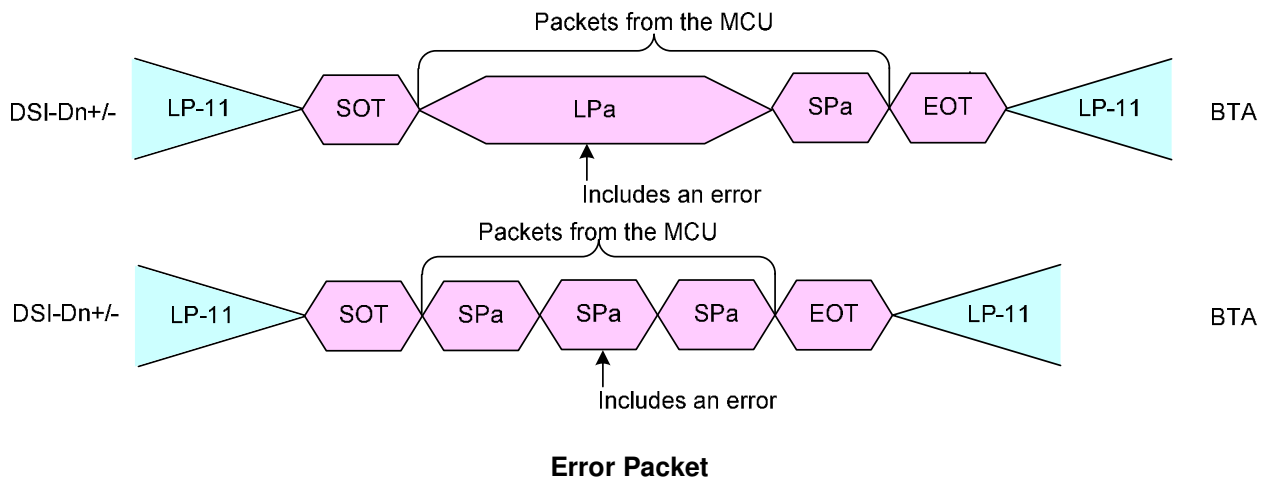 Packets from the MCU
DSI-Dn+/- LP-11 SOT LPa SPa EOT LP-11 BTA
Includes an error
Packets from the MCU
DSI-Dn+/- LP-11 SOT SPa SPa SPa EOT LP-11 BTA
Includes an error
Error Packet